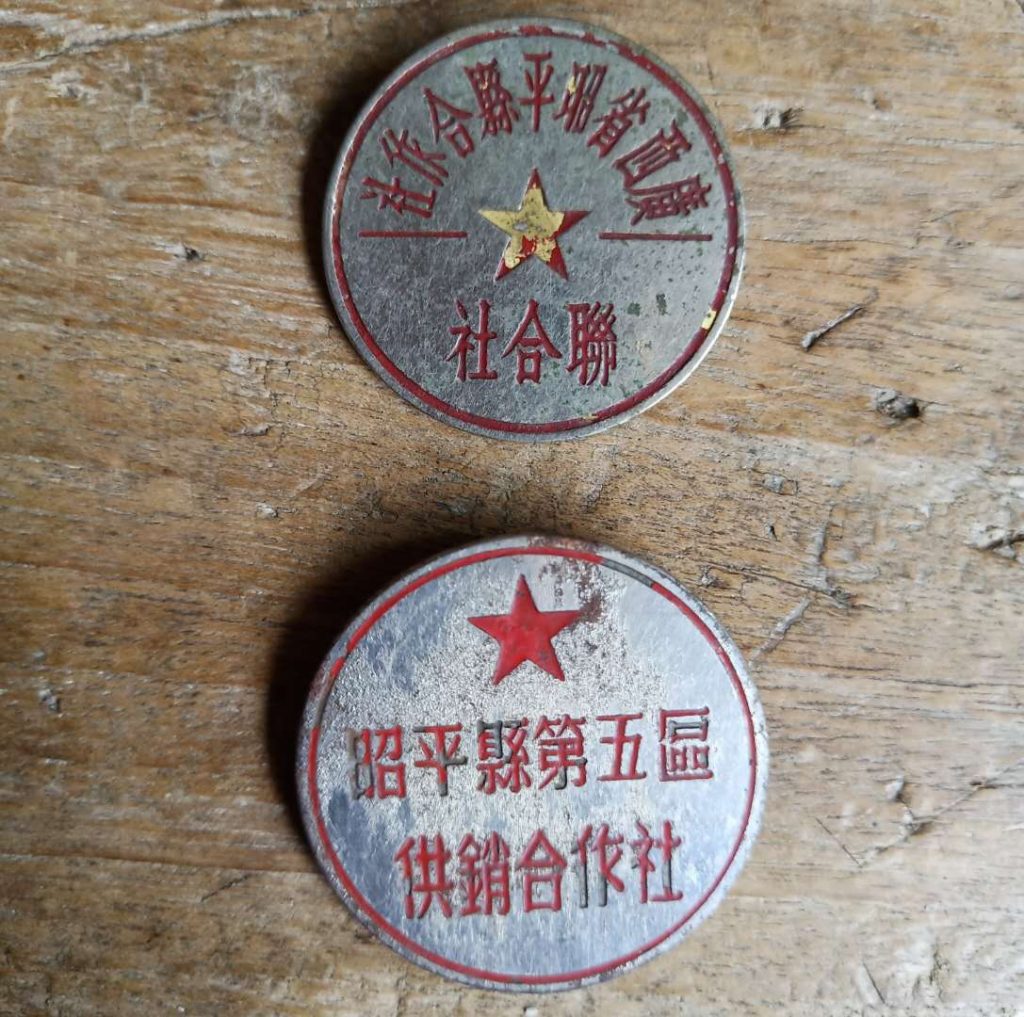 廣西省昭平縣合作社
聯合社
昭平縣第五區
供銷合作社